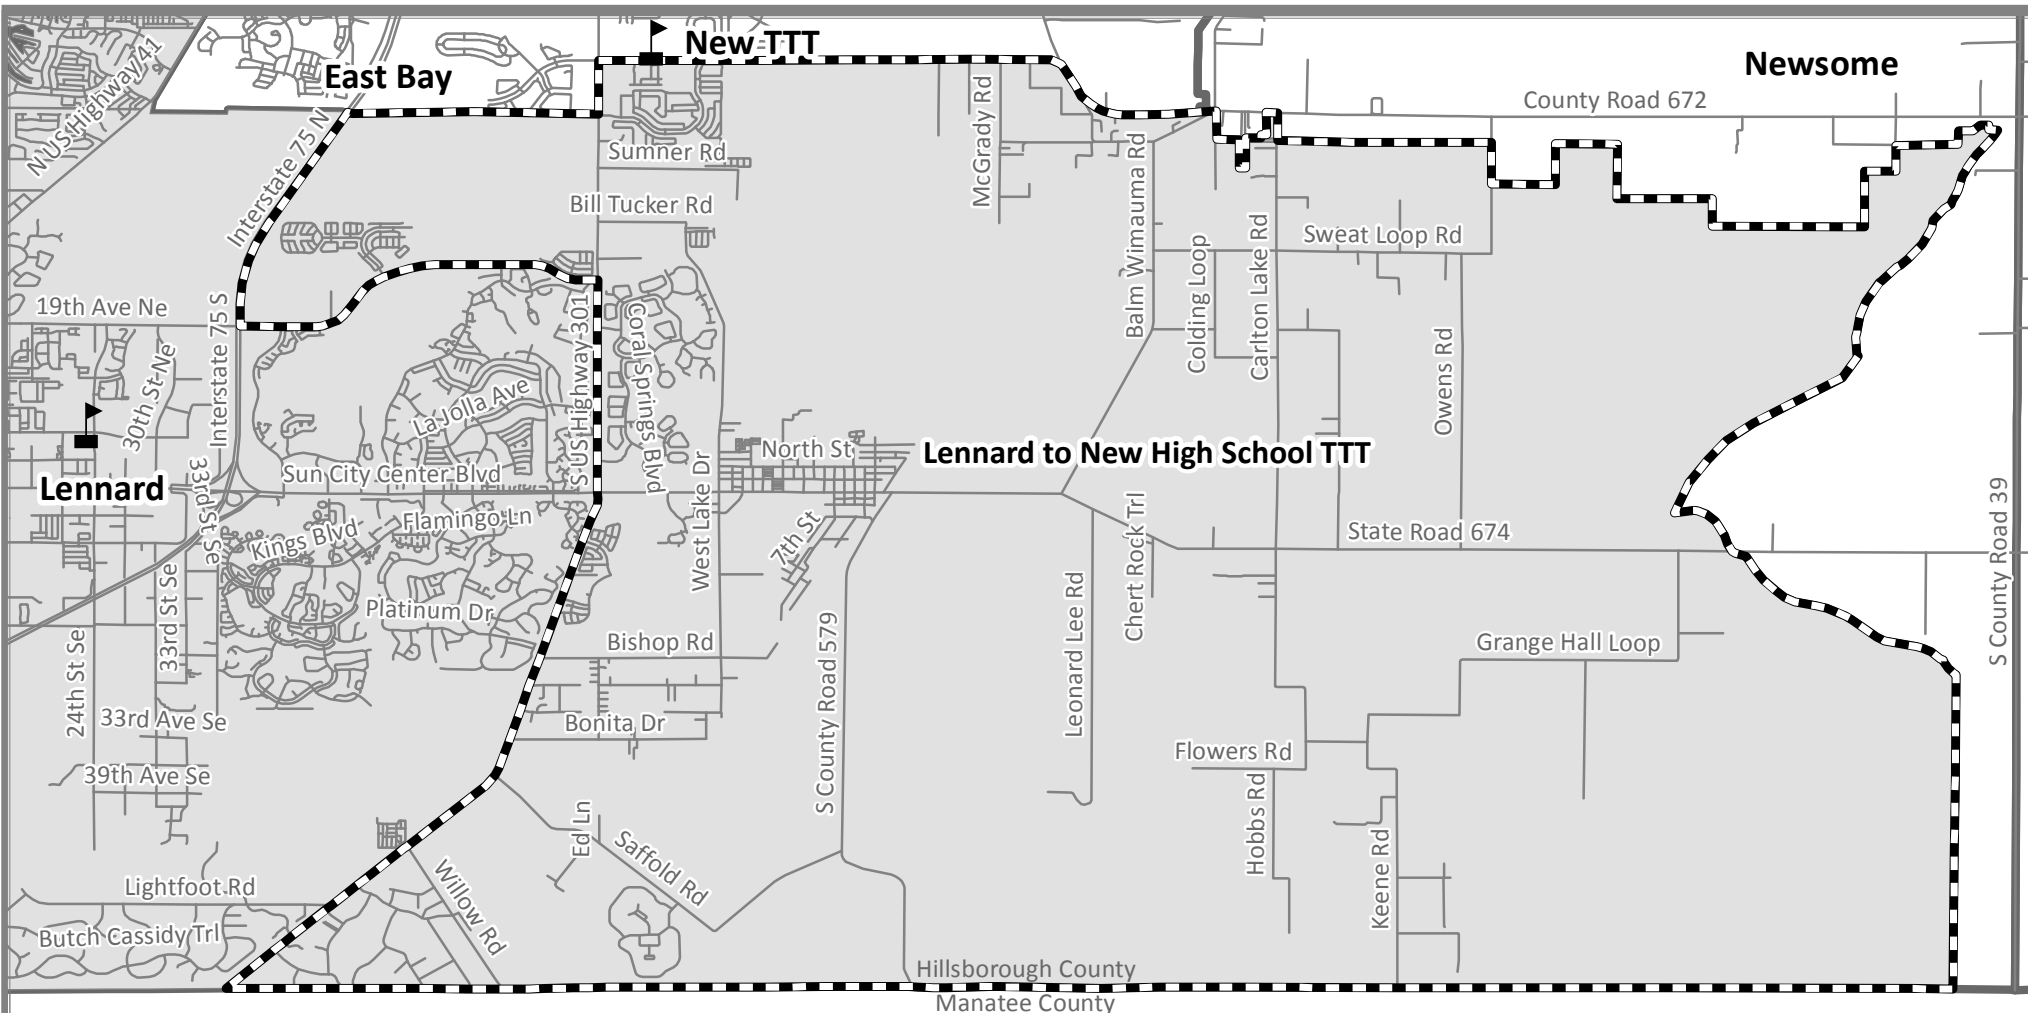 New TTT
East Bay
Newsome
N US Highway 41
County Road 672
Interstate 75 N
McGrady Rd
Sumner Rd
Balm Wimauma Rd
Bill Tucker Rd
Carlton Lake Rd
Sweat Loop Rd
Colding Loop
19th Ave Ne
Interstate 75 S
S US Highway 301
Coral Springs Blvd
30th St Ne
La Jolla Ave
Owens Rd
North St
Lennard to New High School TTT
Lennard
Sun City Center Blvd
West Lake Dr
33rd St Se
Kings Blvd
Flamingo Ln
7th St
Chert Rock Trl
State Road 674
S County Road 39
Platinum Dr
33rd St Se
24th St Se
Bishop Rd
S County Road 579
Leonard Lee Rd
Grange Hall Loop
33rd Ave Se
Bonita Dr
Flowers Rd
39th Ave Se
Hobbs Rd
Ed Ln
Saffold Rd
Keene Rd
Lightfoot Rd
Willow Rd
Butch Cassidy Trl
Hillsborough County
Manatee County